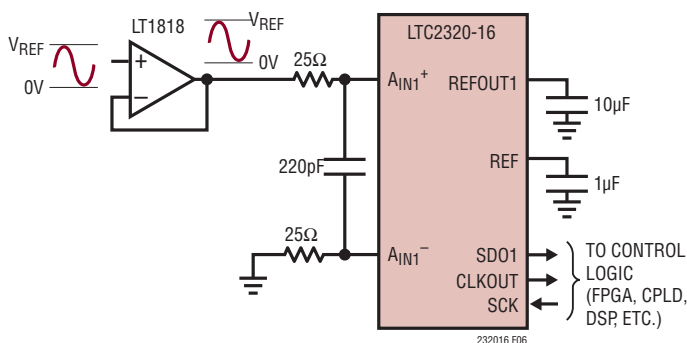 LT1818
VREF
0V
VREF
0V
25Ω
220pF
25Ω
+
–
LTC2320-16
AIN1+
REFOUT1
10µF
REF
1µF
AIN1–
SDO1
CLKOUT
SCK
TO CONTROL
LOGIC
(FPGA, CPLD,
DSP, ETC.)
232016 F06